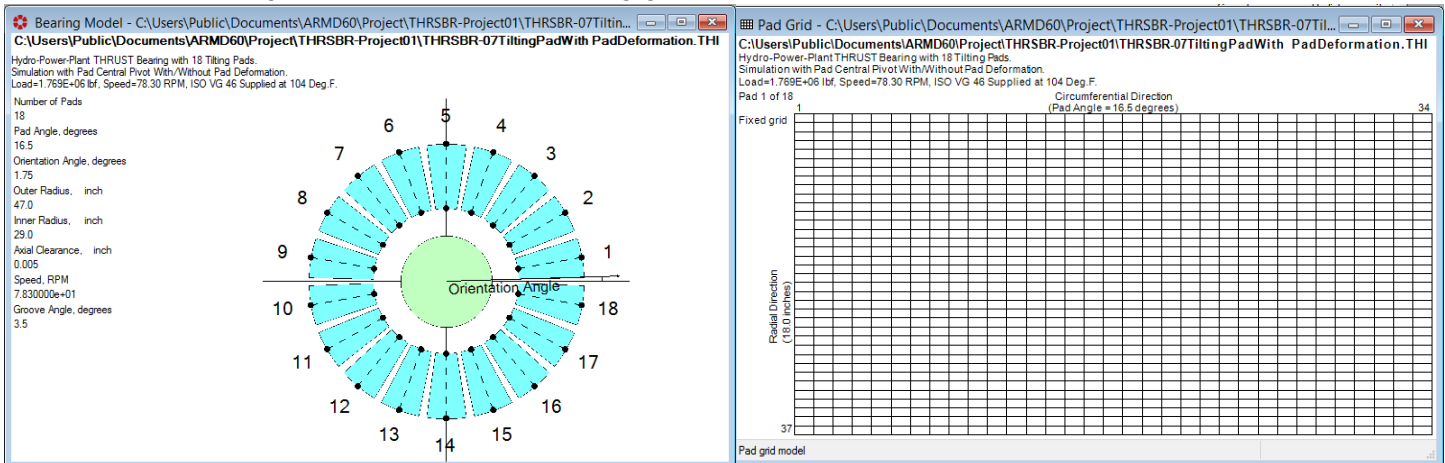 Bearing Model - C:\Users\Public\Documents\ARMD60\Project\THRSBR-Project01\THRSBR-07Tiltin...
C:\Users\Public\Documents\ARMD60\Project\THRSBR-Project01\THRSBR-07TiltingPadWith PadDeformation.THI
Hydro-Power-Plant THRUST Bearing with 18 Tilting Pads.
Simulation with Pad Central Pivot With/Without Pad Deformation.
Load=1.769E+06 lbf, Speed=78.30 RPM, ISO VG 46 Supplied at 104 Deg.F.
Number of Pads
18
Pad Angle, degrees
16.5
Orientation Angle, degrees
1.75
Outer Radius, inch
47.0
Inner Radius, inch
29.0
Axial Clearance, inch
0.005
Speed, RPM
7.830000e+01
Groove Angle, degrees
3.5
1
2
3
4
5
6
7
8
9
10
11
12
13
14
15
16
17
18
Orientation Angle
Pad Grid - C:\Users\Public\Documents\ARMD60\Project\THRSBR-Project01\THRSBR-07Til...
C:\Users\Public\Documents\ARMD60\Project\THRSBR-Project01\THRSBR-07TiltingPadWith PadDeformation.THI
Hydro-Power-Plant THRUST Bearing with 18 Tilting Pads.
Simulation with Pad Central Pivot With/Without Pad Deformation.
Load=1.769E+06 lbf, Speed=78.30 RPM, ISO VG 46 Supplied at 104 Deg.F.
Pad 1 of 18
Circumferential Direction
1 (Pad Angle = 16.5 degrees) 34
Fixed grid
Radial Direction
(18.0 inches)
37
Pad grid model